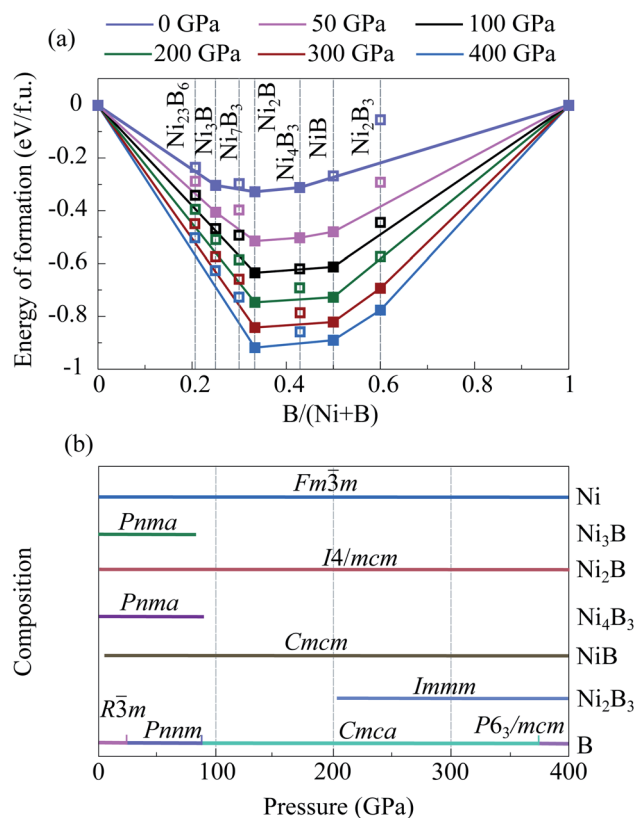 (a)
0 GPa 50 GPa 100 GPa
200 GPa 300 GPa 400 GPa
Energy of formation (eV/f.u.)
0
-0.2
-0.4
-0.6
-0.8
-1
Ni₂₃B₆
Ni₃B
Ni₇B₃
Ni₂B
Ni₄B₃
NiB
Ni₂B₃
0 0.2 0.4 0.6 0.8 1
B/(Ni+B)
(b)
Composition
Fm3̅m Ni
Pnma Ni₃B
I4/mcm Ni₂B
Pnma Ni₄B₃
Cmcm NiB
Immm Ni₂B₃
R3̅m Pnnm Cmca P6₃/mcm B
0 100 200 300 400
Pressure (GPa)